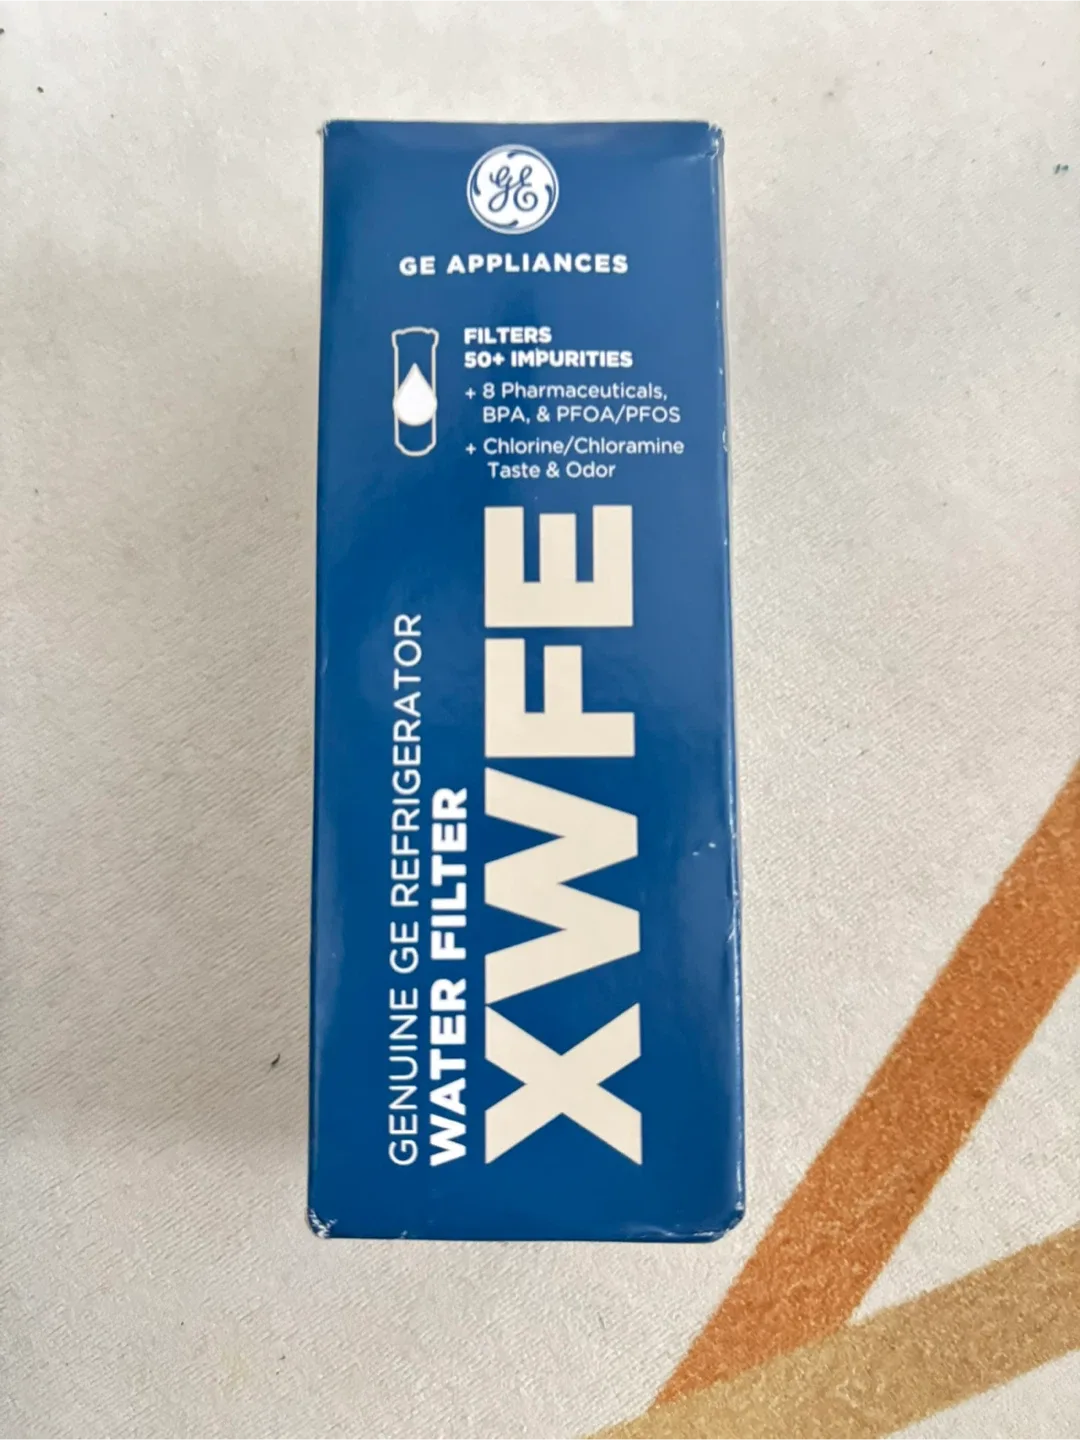 GE
GE APPLIANCES
FILTERS
50+ IMPURITIES
+ 8 Pharmaceuticals,
BPA, & PFOA/PFOS
+ Chlorine/Chloramine
Taste & Odor
GENUINE GE REFRIGERATOR
WATER FILTER
XWFE